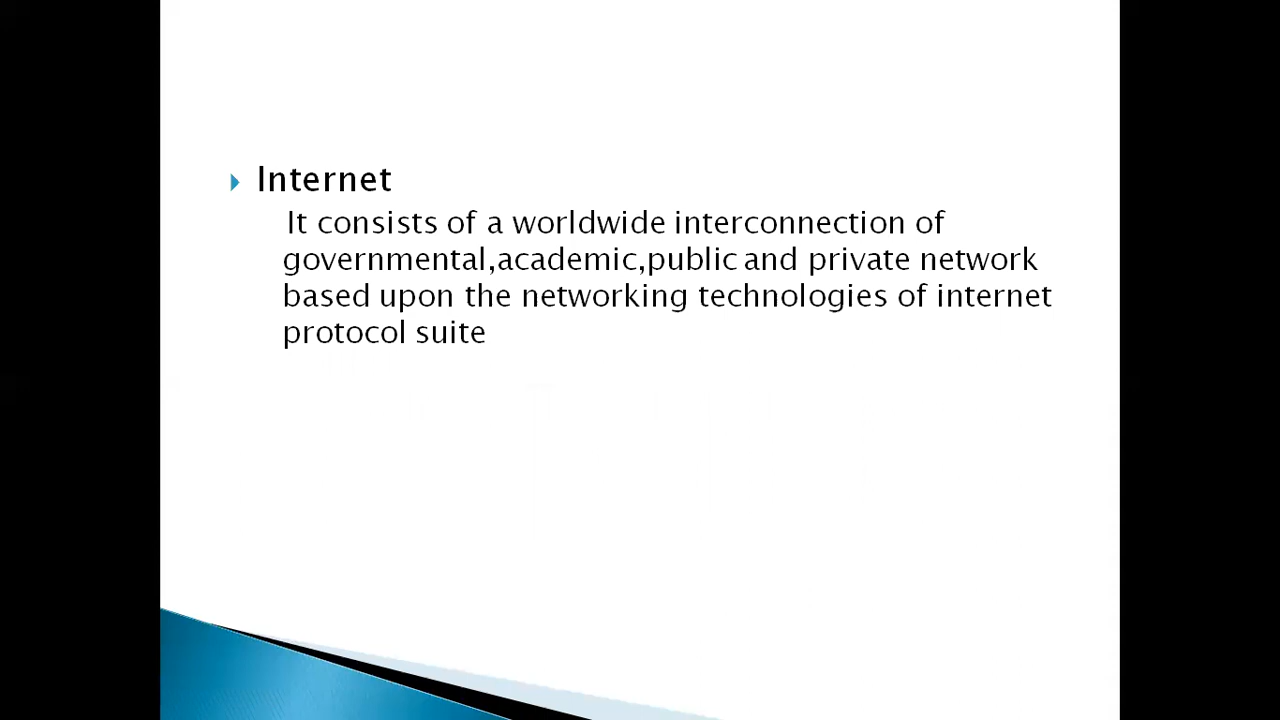 Internet
It consists of a worldwide interconnection of
governmental,academic,public and private network
based upon the networking technologies of internet
protocol suite